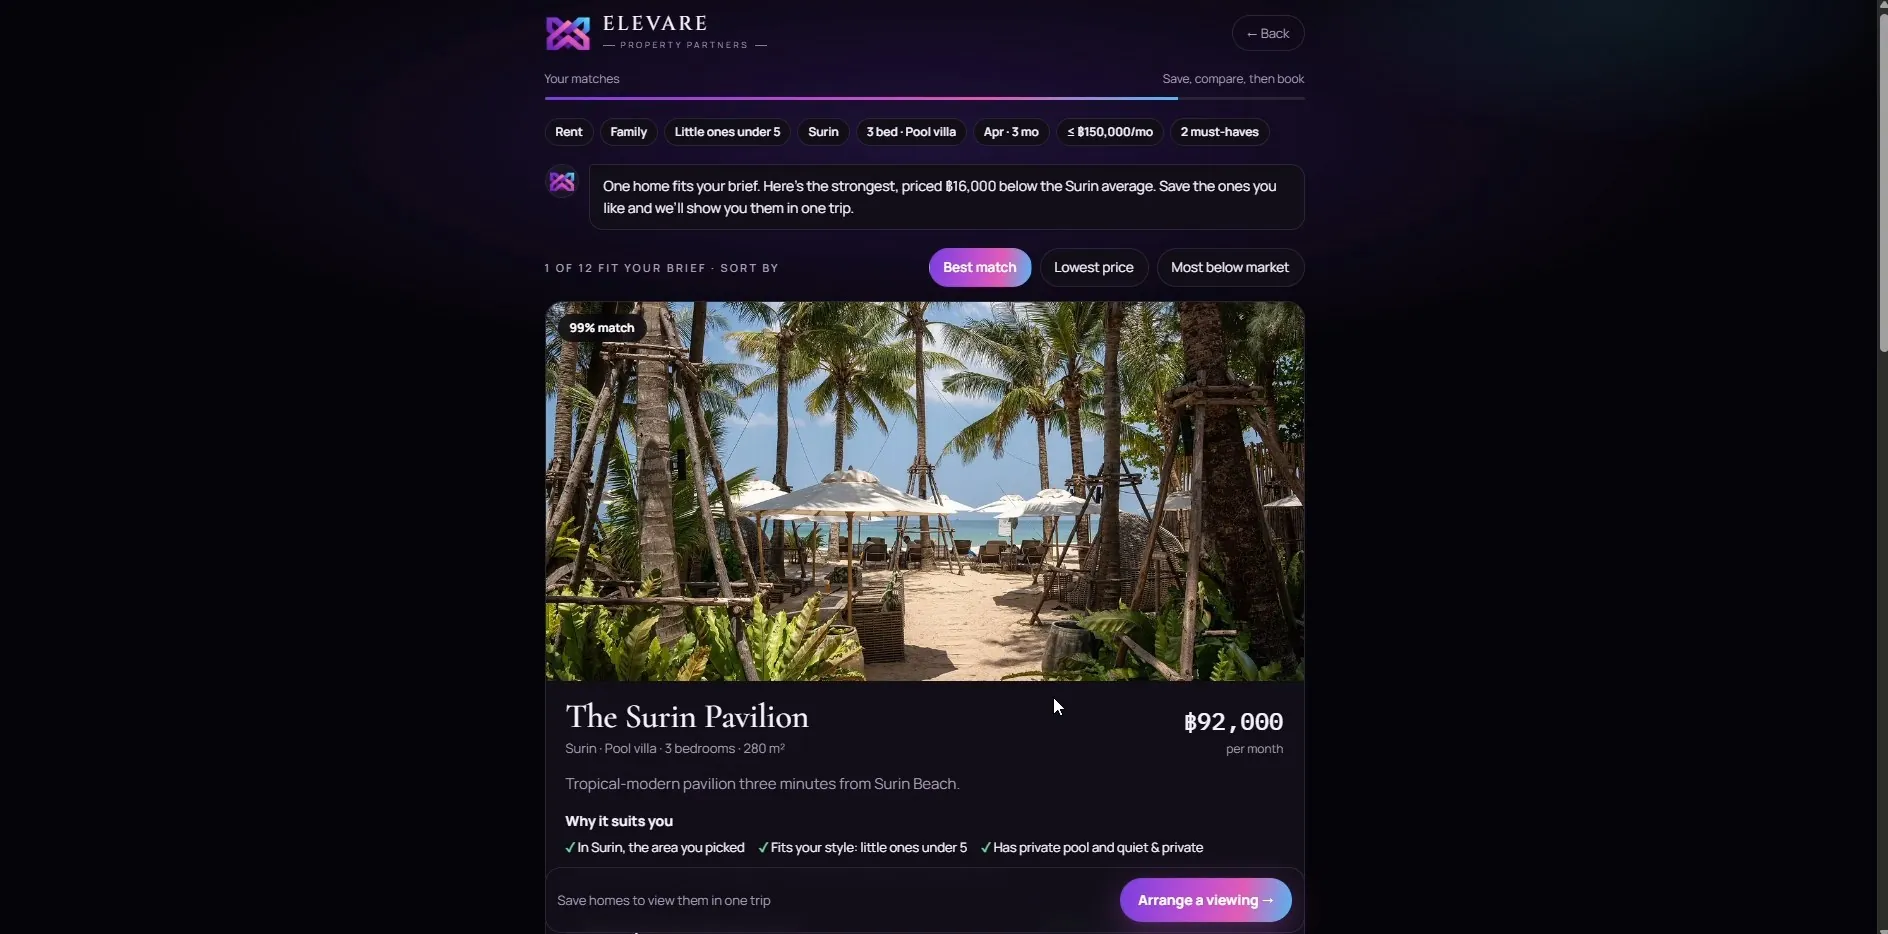 ELEVARE
— PROPERTY PARTNERS —
← Back
Your matches
Save, compare, then book
Rent
Family
Little ones under 5
Surin
3 bed · Pool villa
Apr · 3 mo
≤ ฿150,000/mo
2 must-haves
One home fits your brief. Here's the strongest, priced ฿16,000 below the Surin average. Save the ones you
like and we'll show you them in one trip.
1 OF 12 FIT YOUR BRIEF · SORT BY
Best match
Lowest price
Most below market
99% match
The Surin Pavilion
฿92,000
Surin · Pool villa · 3 bedrooms · 280 m²
per month
Tropical-modern pavilion three minutes from Surin Beach.
Why it suits you
✓ In Surin, the area you picked ✓ Fits your style: little ones under 5 ✓ Has private pool and quiet & private
Save homes to view them in one trip
Arrange a viewing →